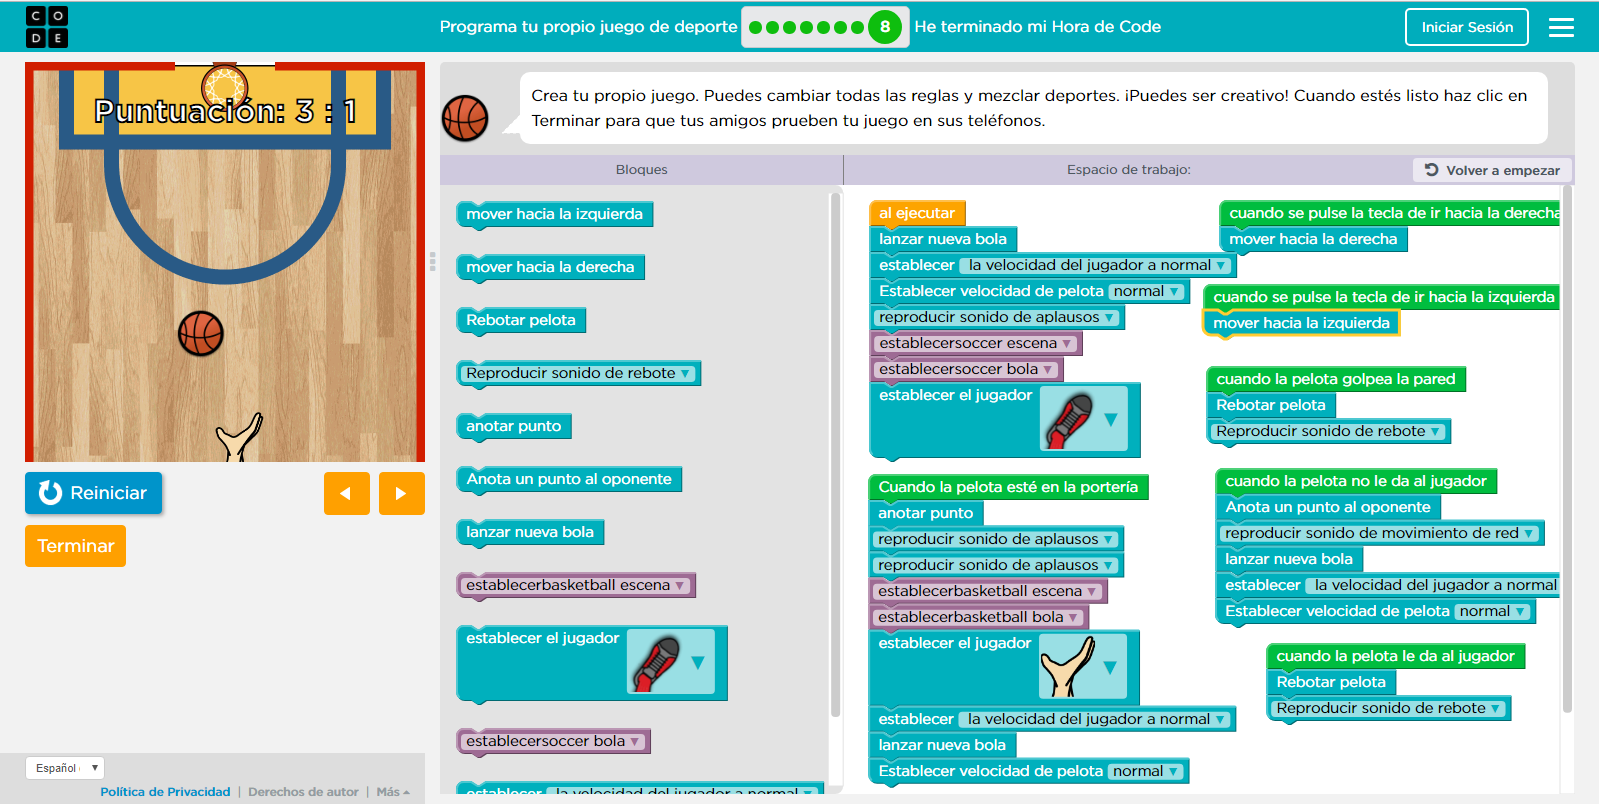 CODE
Programa tu propio juego de deporte
8
He terminado mi Hora de Code
Iniciar Sesión
Puntuación: 3 : 1
Crea tu propio juego. Puedes cambiar todas las reglas y mezclar deportes. ¡Puedes ser creativo! Cuando estés listo haz clic en
Terminar para que tus amigos prueben tu juego en sus teléfonos.
Bloques
Espacio de trabajo:
Volver a empezar
mover hacia la izquierda
mover hacia la derecha
Rebotar pelota
Reproducir sonido de rebote
anotar punto
Anota un punto al oponente
lanzar nueva bola
establecerbasketball escena
establecer el jugador
establecersoccer bola
establecer la velocidad del jugador a normal
al ejecutar
lanzar nueva bola
establecer la velocidad del jugador a normal
Establecer velocidad de pelota normal
reproducir sonido de aplausos
establecersoccer escena
establecersoccer bola
establecer el jugador
Cuando la pelota esté en la portería
anotar punto
reproducir sonido de aplausos
reproducir sonido de aplausos
establecerbasketball escena
establecerbasketball bola
establecer el jugador
establecer la velocidad del jugador a normal
lanzar nueva bola
Establecer velocidad de pelota normal
cuando se pulse la tecla de ir hacia la derecha
mover hacia la derecha
cuando se pulse la tecla de ir hacia la izquierda
mover hacia la izquierda
cuando la pelota golpea la pared
Rebotar pelota
Reproducir sonido de rebote
cuando la pelota no le da al jugador
Anota un punto al oponente
reproducir sonido de movimiento de red
lanzar nueva bola
establecer la velocidad del jugador a normal
Establecer velocidad de pelota normal
cuando la pelota le da al jugador
Rebotar pelota
Reproducir sonido de rebote
Reiniciar
Terminar
Español
Política de Privacidad | Derechos de autor | Más